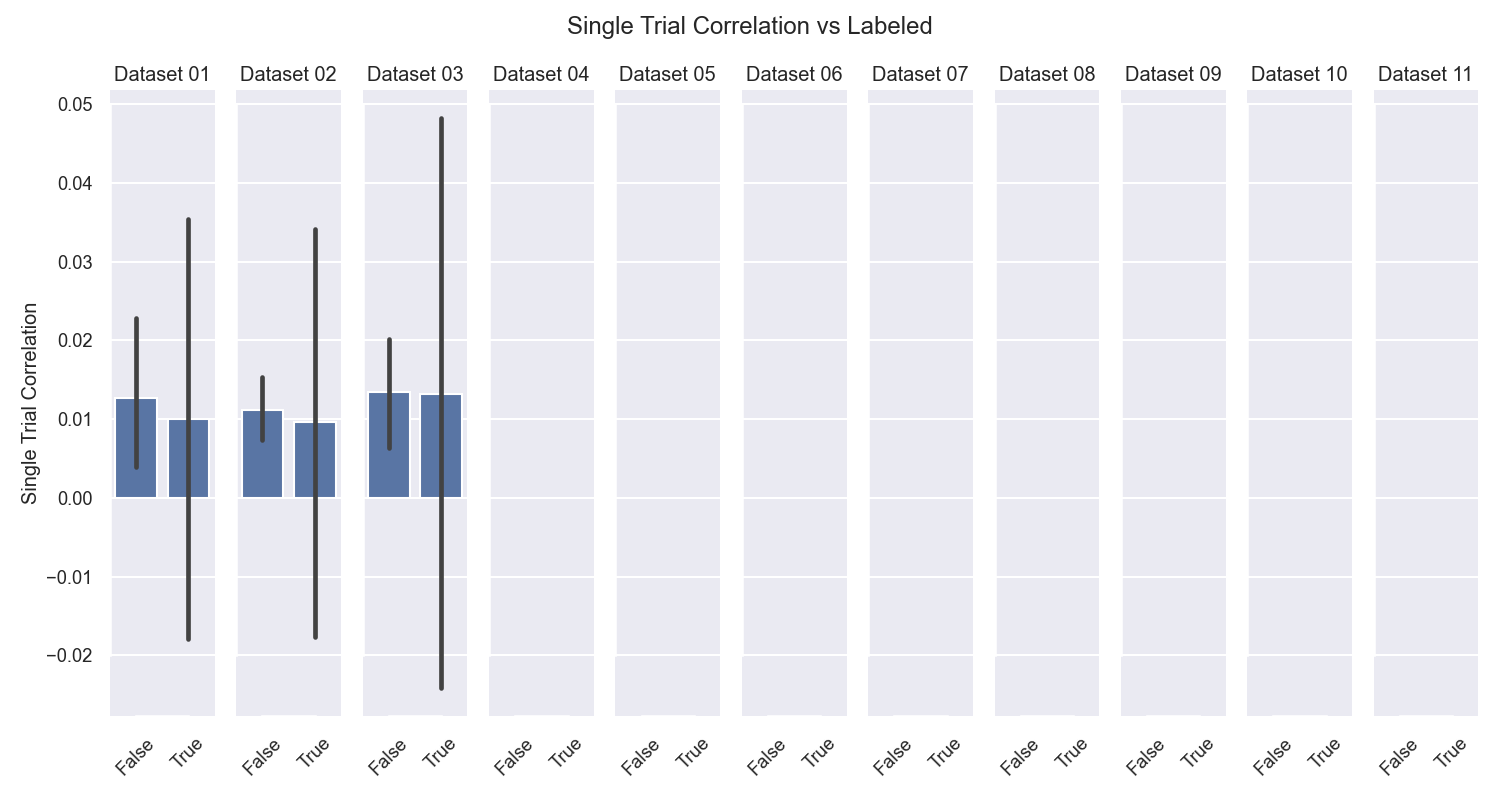 Single Trial Correlation vs Labeled
Dataset 01 Dataset 02 Dataset 03 Dataset 04 Dataset 05 Dataset 06 Dataset 07 Dataset 08 Dataset 09 Dataset 10 Dataset 11
0.05
0.04
0.03
0.02
0.01
0.00
−0.01
−0.02
Single Trial Correlation
False True False True False True False True False True False True False True False True False True False True False True